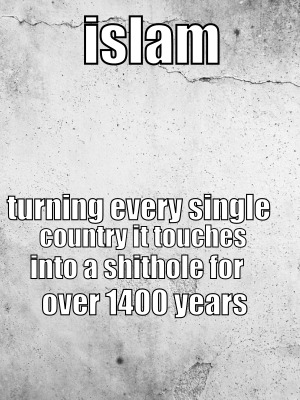 islam
turning every single
country it touches
into a shithole for
over 1400 years